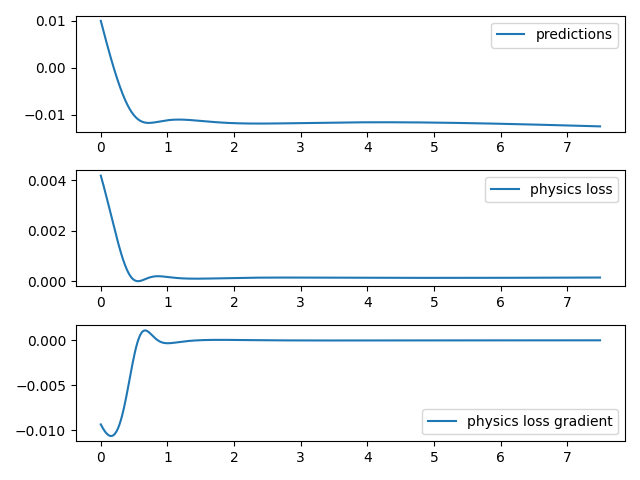 0.01
0.00
−0.01
predictions
0 1 2 3 4 5 6 7
0.004
0.002
0.000
physics loss
0 1 2 3 4 5 6 7
0.000
−0.005
−0.010
physics loss gradient
0 1 2 3 4 5 6 7